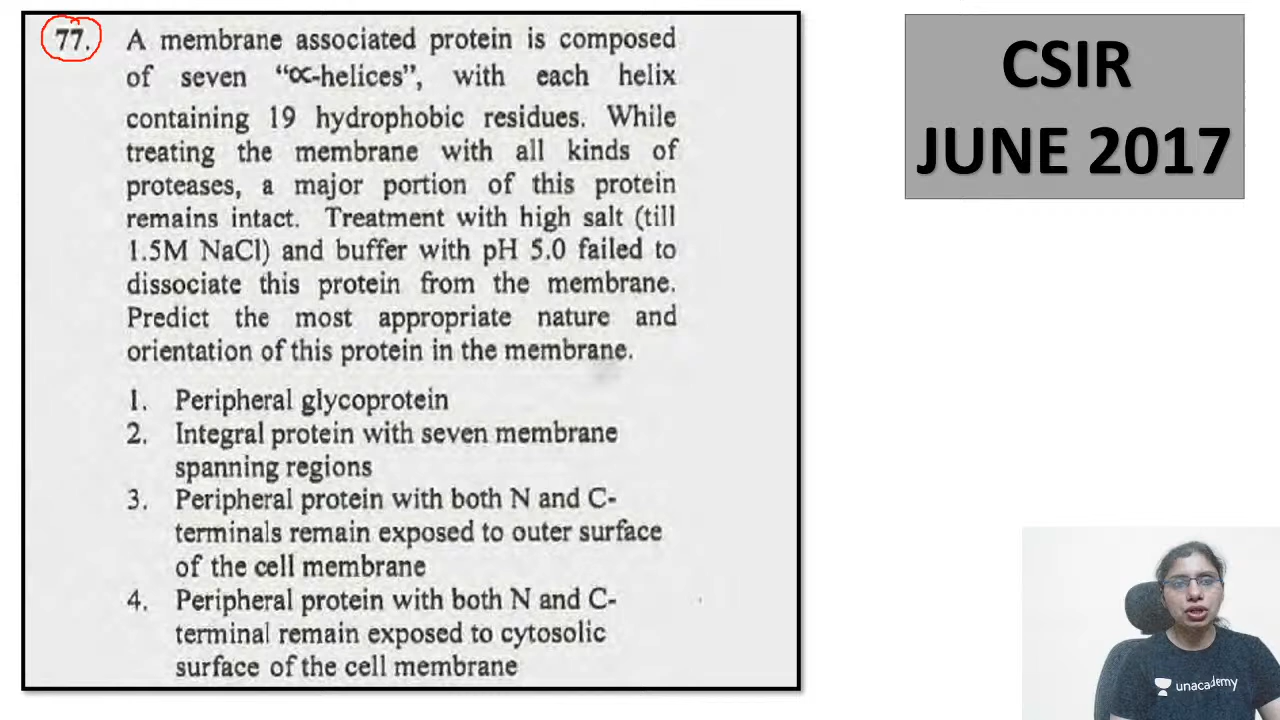 77. A membrane associated protein is composed
of seven “∝-helices”, with each helix
containing 19 hydrophobic residues. While
treating the membrane with all kinds of
proteases, a major portion of this protein
remains intact. Treatment with high salt (till
1.5M NaCl) and buffer with pH 5.0 failed to
dissociate this protein from the membrane.
Predict the most appropriate nature and
orientation of this protein in the membrane.
1. Peripheral glycoprotein
2. Integral protein with seven membrane
spanning regions
3. Peripheral protein with both N and C-
terminals remain exposed to outer surface
of the cell membrane
4. Peripheral protein with both N and C-
terminal remain exposed to cytosolic
surface of the cell membrane
CSIR
JUNE 2017
unacademy